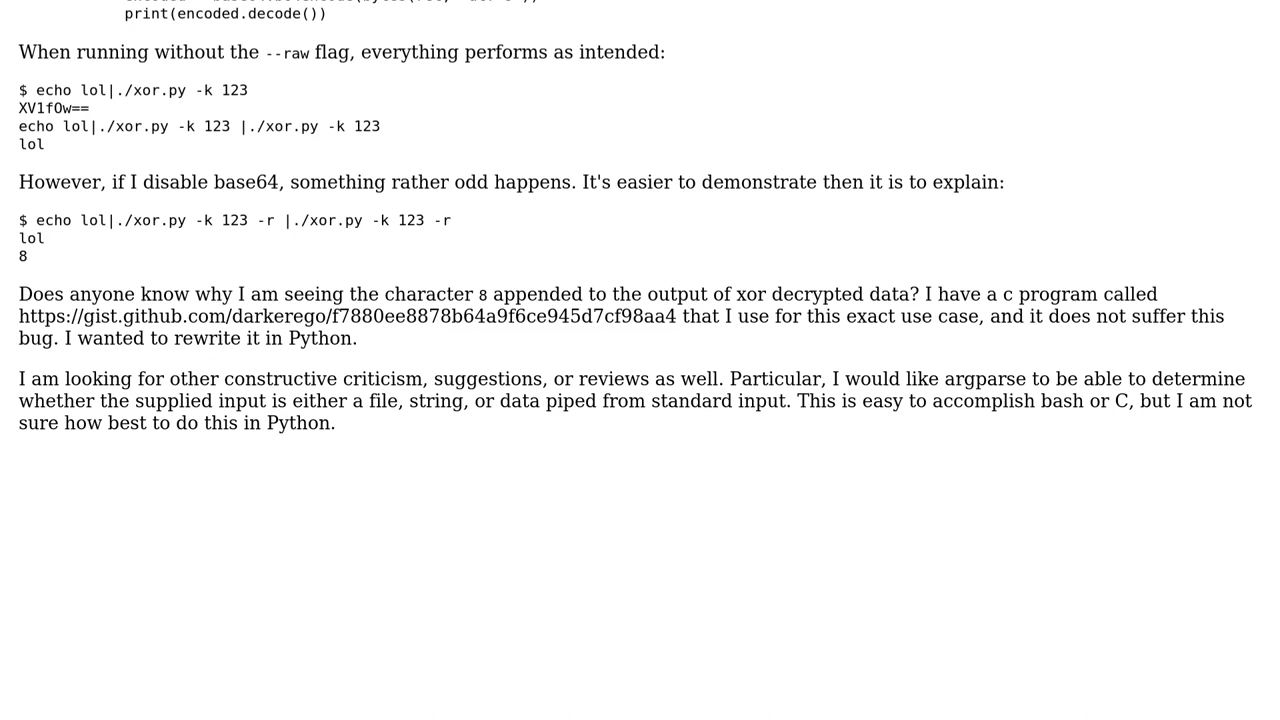 print(encoded.decode())
When running without the --raw flag, everything performs as intended:
$ echo lol|./xor.py -k 123
XV1fOw==
echo lol|./xor.py -k 123 |./xor.py -k 123
lol
However, if I disable base64, something rather odd happens. It's easier to demonstrate then it is to explain:
$ echo lol|./xor.py -k 123 -r |./xor.py -k 123 -r
lol
8
Does anyone know why I am seeing the character 8 appended to the output of xor decrypted data? I have a c program called
https://gist.github.com/darkerego/f7880ee8878b64a9f6ce945d7cf98aa4 that I use for this exact use case, and it does not suffer this
bug. I wanted to rewrite it in Python.
I am looking for other constructive criticism, suggestions, or reviews as well. Particular, I would like argparse to be able to determine
whether the supplied input is either a file, string, or data piped from standard input. This is easy to accomplish bash or C, but I am not
sure how best to do this in Python.